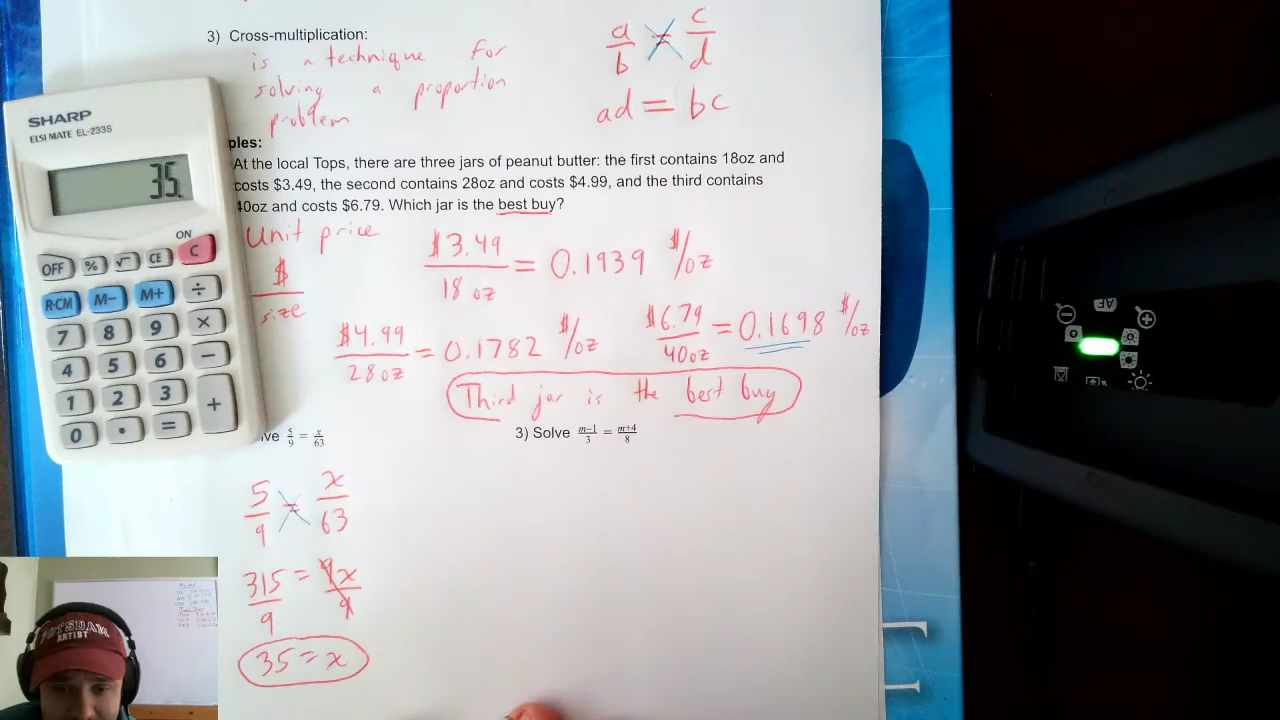 3) Cross-multiplication:
is a technique for
solving a proportion
problem
a/b = c/d
ad = bc
SHARP
ELSI MATE EL-2335
35.
ON
OFF % √ CE C
R·CM M− M+ ÷
7 8 9 ×
4 5 6 −
1 2 3 +
0 • =
ples:
At the local Tops, there are three jars of peanut butter: the first contains 18oz and
costs $3.49, the second contains 28oz and costs $4.99, and the third contains
40oz and costs $6.79. Which jar is the best buy?
Unit price
$/size
$3.49/18 oz = 0.1939 $/oz
$4.99/28 oz = 0.1782 $/oz
$6.79/40oz = 0.1698 $/oz
Third jar is the best buy
lve 5/9 = x/63
3) Solve m−1/3 = m+4/8
5/9 = x/63
315/9 = 9x/9
35 = x
POTSDAM
ARTIST
AF